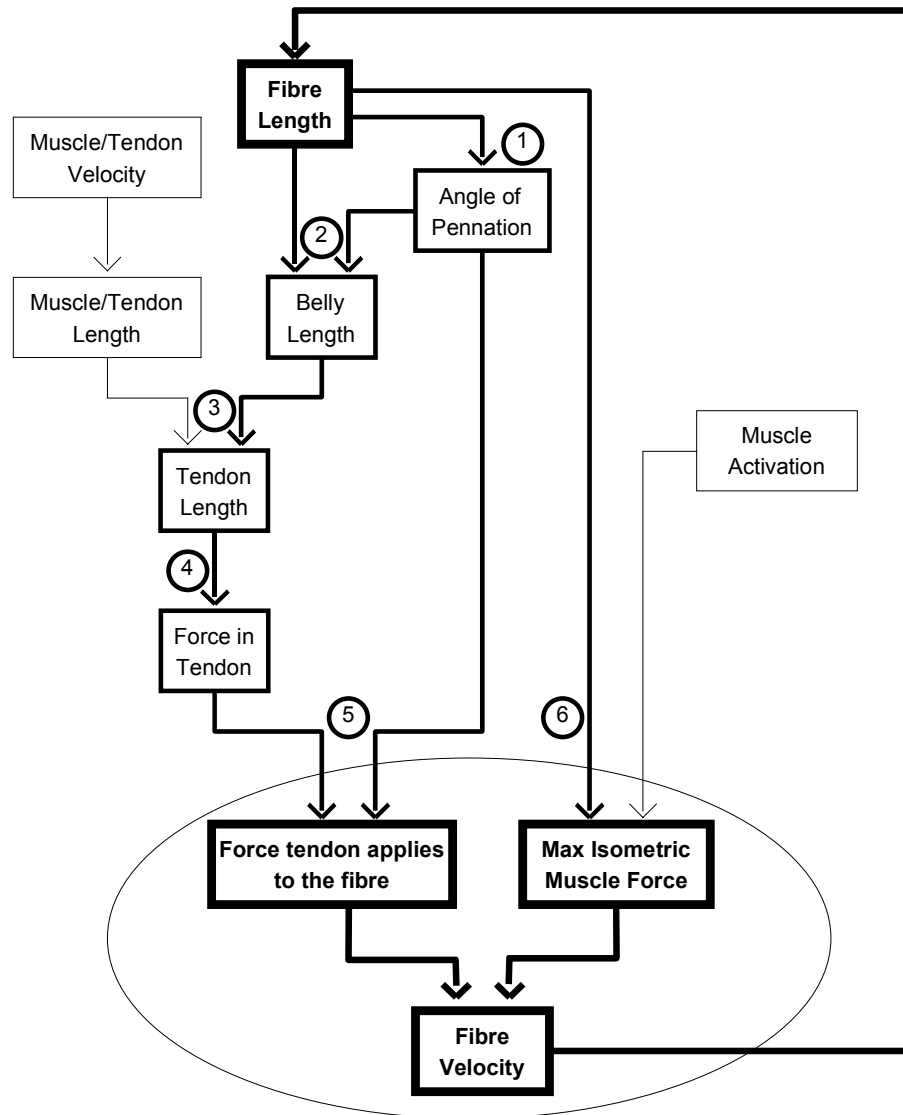 Fibre
Length
1
Muscle/Tendon
Velocity
Angle of
Pennation
2
Muscle/Tendon
Length
Belly
Length
3
Muscle
Activation
Tendon
Length
4
Force in
Tendon
5
6
Force tendon applies
to the fibre
Max Isometric
Muscle Force
Fibre
Velocity